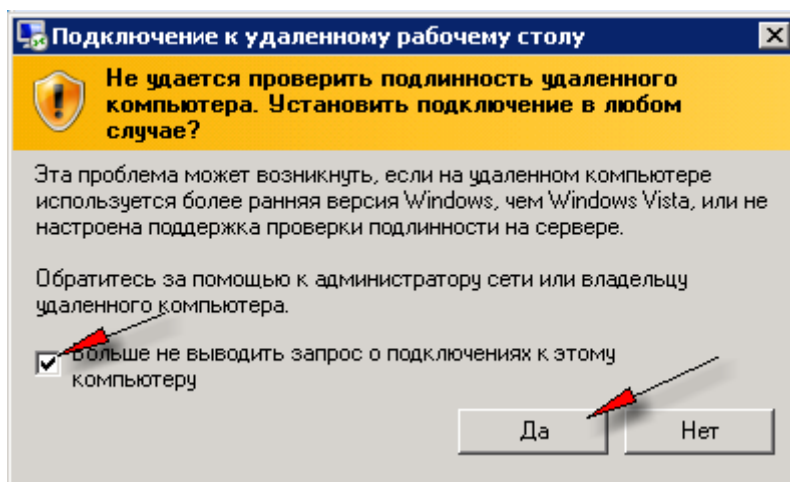 Подключение к удаленному рабочему столу
Не удается проверить подлинность удаленного
компьютера. Установить подключение в любом
случае?
Эта проблема может возникнуть, если на удаленном компьютере
используется более ранняя версия Windows, чем Windows Vista, или не
настроена поддержка проверки подлинности на сервере.
Обратитесь за помощью к администратору сети или владельцу
удаленного компьютера.
Больше не выводить запрос о подключениях к этому
компьютеру
Да
Нет